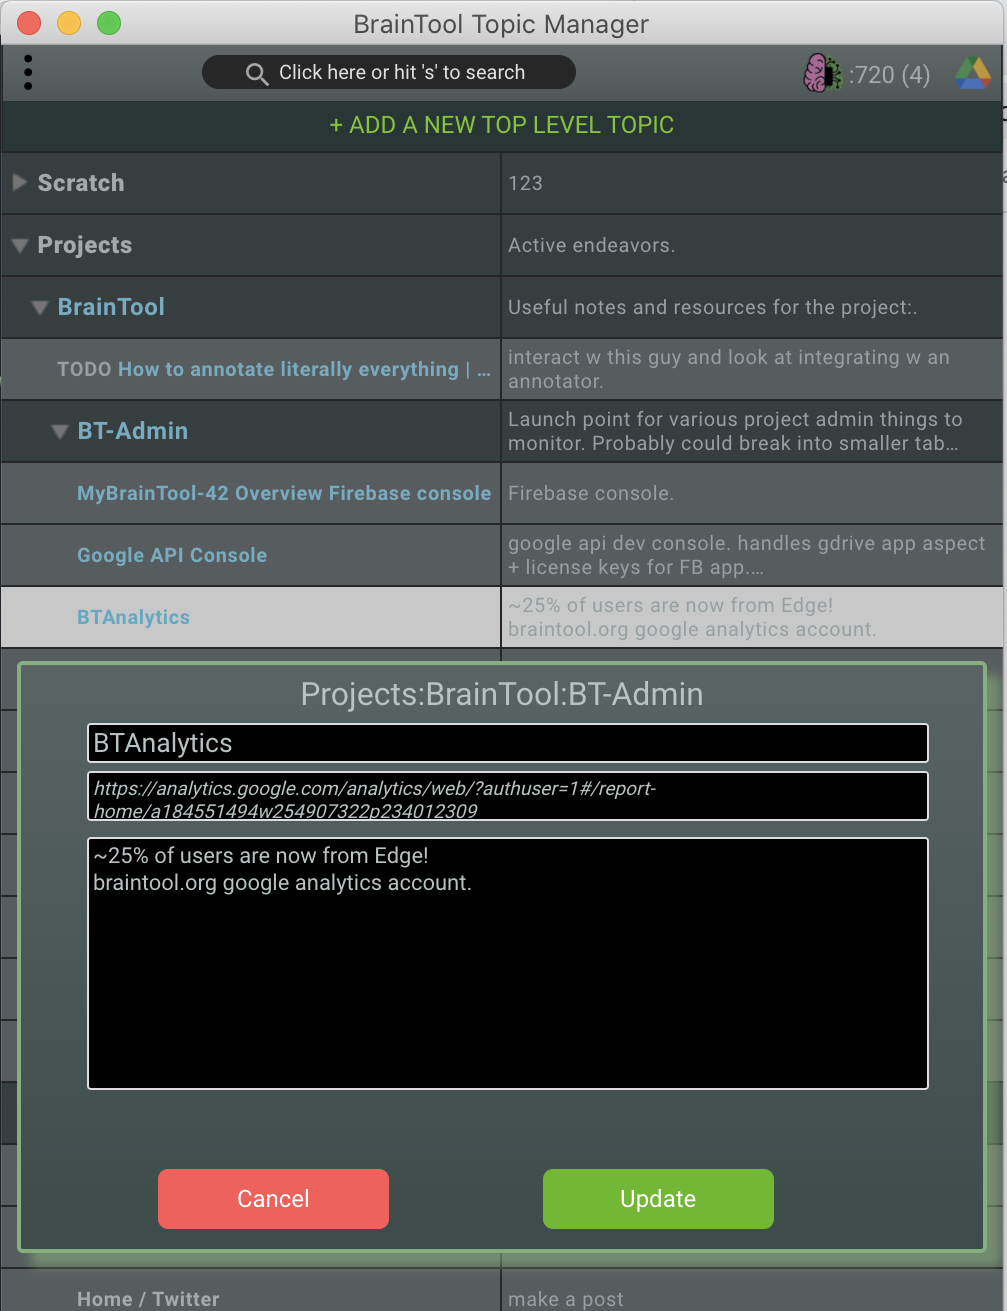 BrainTool Topic Manager
Click here or hit 's' to search
:720 (4)
+ ADD A NEW TOP LEVEL TOPIC
Scratch
123
Projects
Active endeavors.
BrainTool
Useful notes and resources for the project:.
TODO How to annotate literally everything | ...
interact w this guy and look at integrating w an
annotator.
BT-Admin
Launch point for various project admin things to
monitor. Probably could break into smaller tab...
MyBrainTool-42 Overview Firebase console
Firebase console.
Google API Console
google api dev console. handles gdrive app aspect
+ license keys for FB app....
BTAnalytics
~25% of users are now from Edge!
braintool.org google analytics account.
Projects:BrainTool:BT-Admin
BTAnalytics
https://analytics.google.com/analytics/web/?authuser=1#/report-
home/a184551494w254907322p234012309
~25% of users are now from Edge!
braintool.org google analytics account.
Cancel
Update
Home / Twitter
make a post